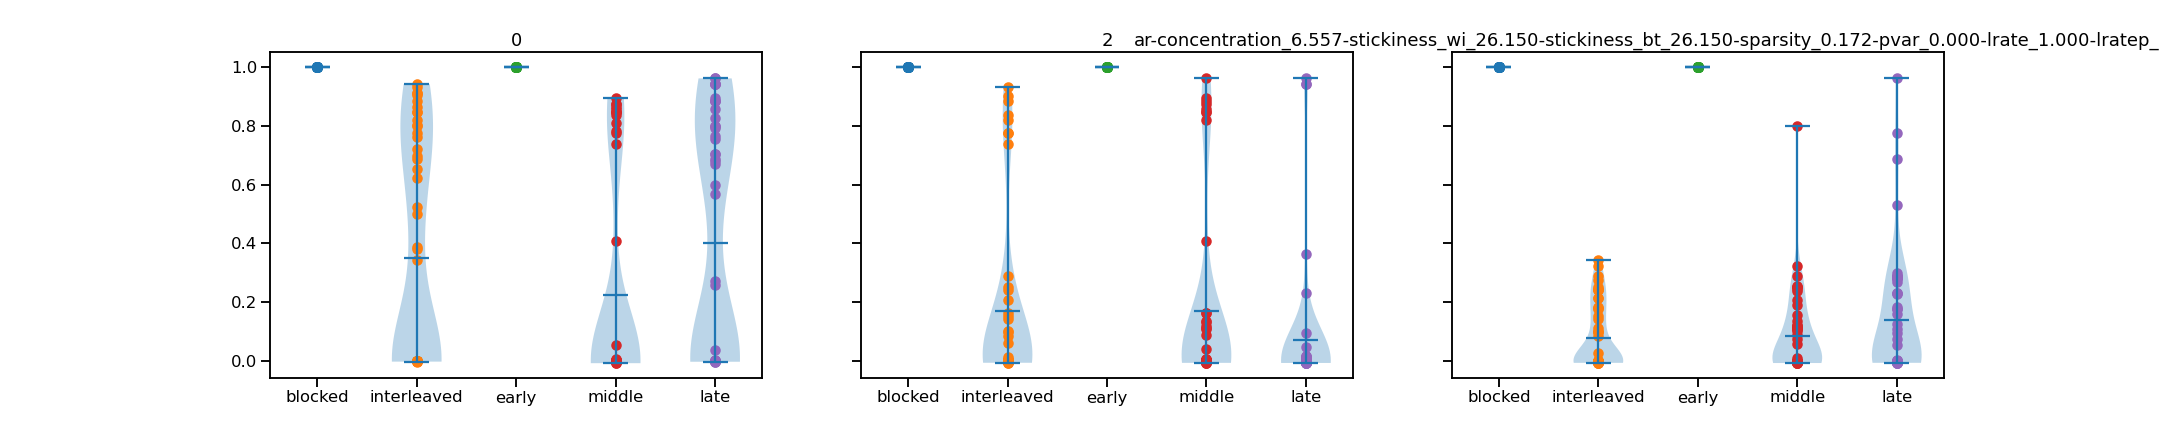 0
2 ar-concentration_6.557-stickiness_wi_26.150-stickiness_bt_26.150-sparsity_0.172-pvar_0.000-lrate_1.000-lratep_
1.0
0.8
0.6
0.4
0.2
0.0
blocked interleaved early middle late
blocked interleaved early middle late
blocked interleaved early middle late